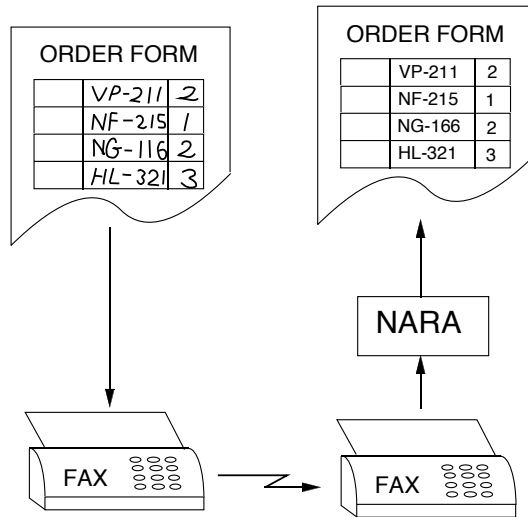 ORDER FORM
VP-211 2
NF-215 1
NG-116 2
HL-321 3
ORDER FORM
VP-211 2
NF-215 1
NG-166 2
HL-321 3
NARA
FAX
FAX